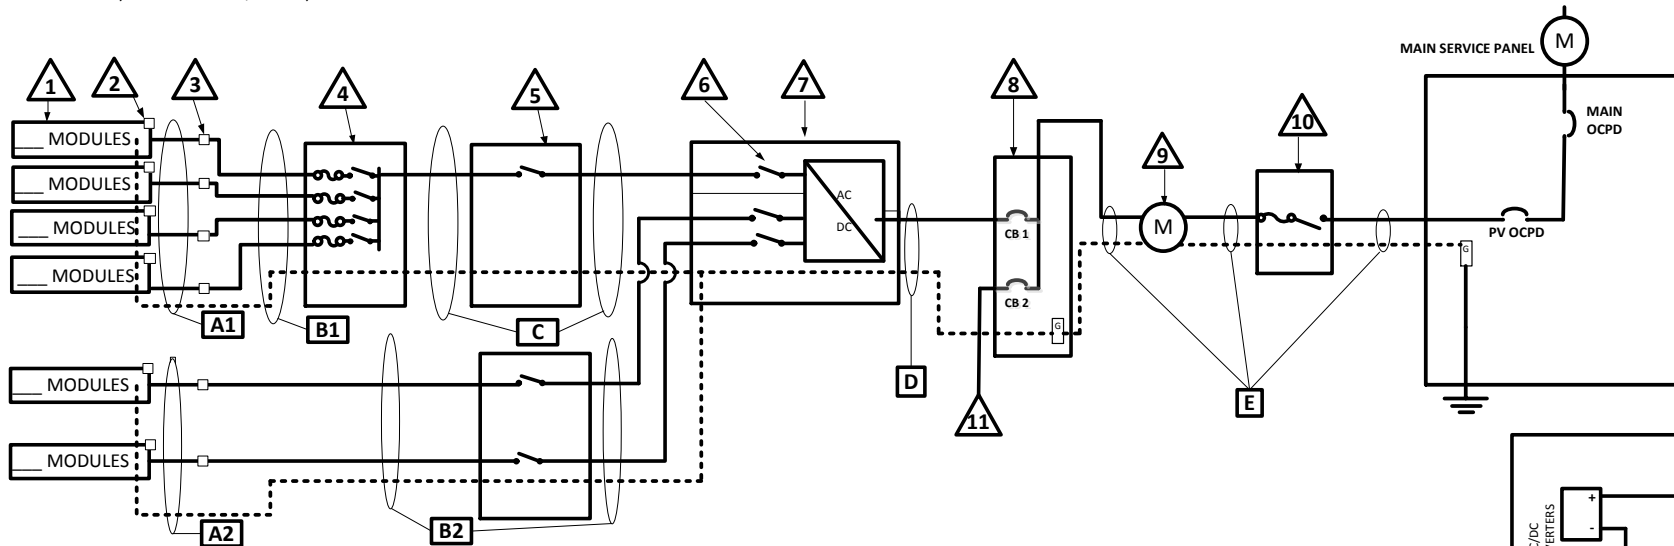 MAIN SERVICE PANEL
M
1
2
3
4
5
6
7
8
9
10
MAIN
OCPD
___ MODULES
___ MODULES
___ MODULES
___ MODULES
AC
DC
CB 1
CB 2
M
PV OCPD
G
G
A1
B1
C
D
E
11
___ MODULES
___ MODULES
A2
B2
+
-